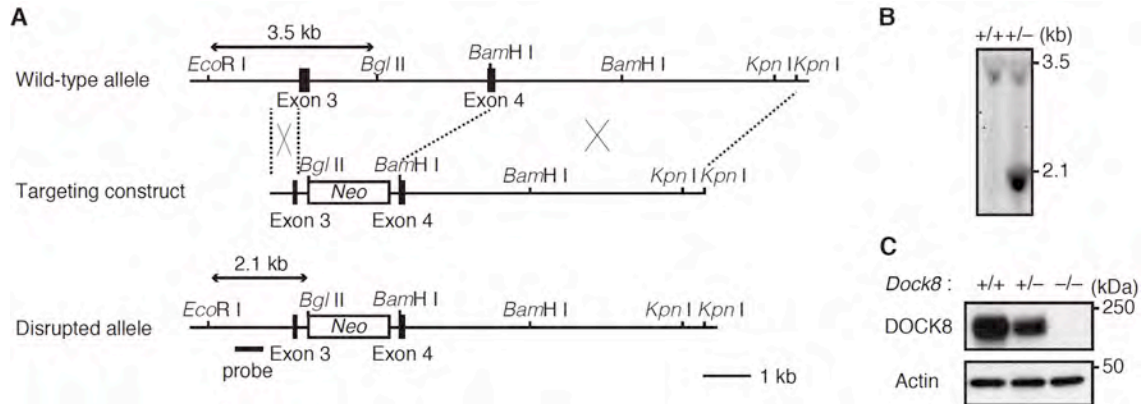 A
3.5 kb
EcoR I
Bgl II
BamH I
BamH I
Kpn I Kpn I
Wild-type allele
Exon 3
Exon 4
Bgl II
BamH I
BamH I
Kpn I Kpn I
Targeting construct
Neo
Exon 3
Exon 4
2.1 kb
EcoR I
Bgl II
BamH I
BamH I
Kpn I Kpn I
Disrupted allele
Neo
Exon 3
Exon 4
probe
1 kb
B
+/+ +/– (kb)
3.5
2.1
C
Dock8 : +/+ +/– –/– (kDa)
250
DOCK8
50
Actin